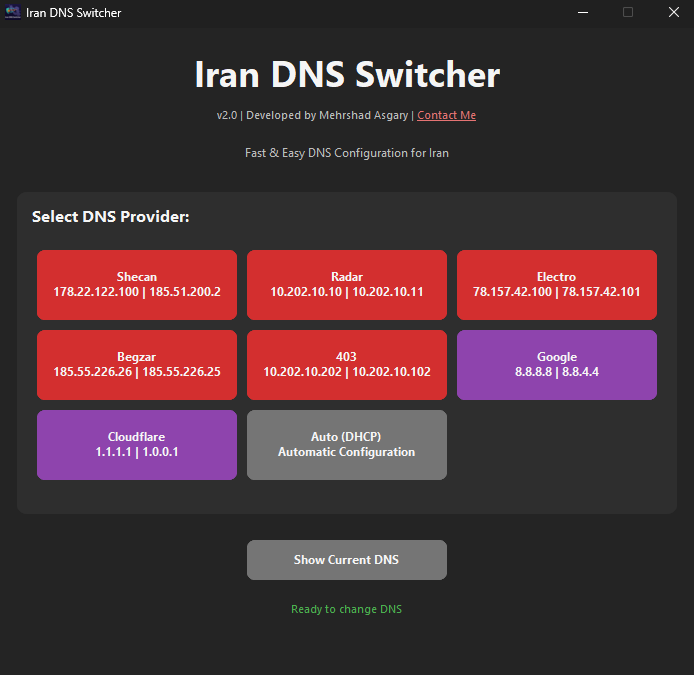 Iran DNS Switcher
Iran DNS Switcher
v2.0 | Developed by Mehrshad Asgary | Contact Me
Fast & Easy DNS Configuration for Iran
Select DNS Provider:
Shecan
178.22.122.100 | 185.51.200.2
Radar
10.202.10.10 | 10.202.10.11
Electro
78.157.42.100 | 78.157.42.101
Begzar
185.55.226.26 | 185.55.226.25
403
10.202.10.202 | 10.202.10.102
Google
8.8.8.8 | 8.8.4.4
Cloudflare
1.1.1.1 | 1.0.0.1
Auto (DHCP)
Automatic Configuration
Show Current DNS
Ready to change DNS